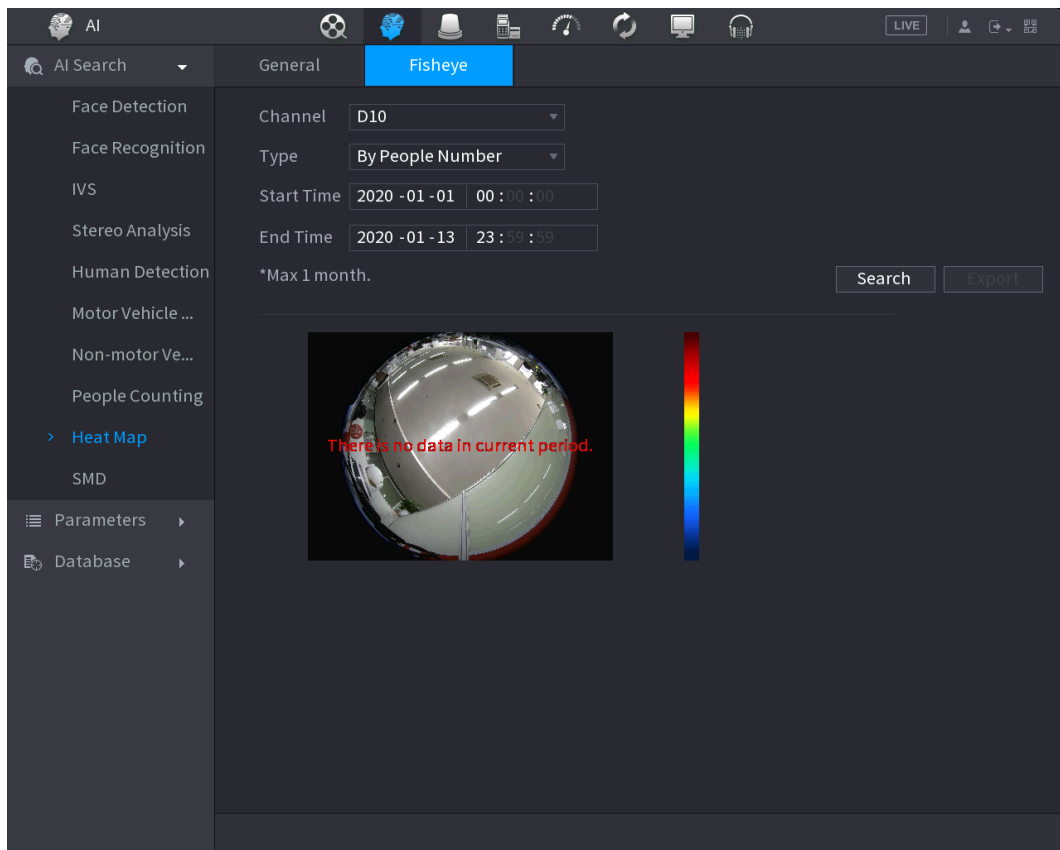 AI
LIVE
AI Search
General
Fisheye
Face Detection
Face Recognition
IVS
Stereo Analysis
Human Detection
Motor Vehicle ...
Non-motor Ve...
People Counting
Heat Map
SMD
Parameters
Database
Channel D10
Type By People Number
Start Time 2020 -01 -01 00 :00 :00
End Time 2020 -01 -13 23 :59 :59
*Max 1 month.
Search
Export
There is no data in current period.